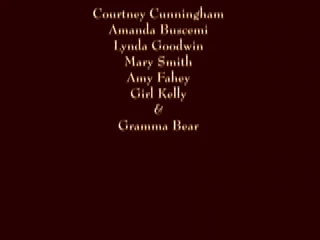 Courtney Cunningham
Amanda Buscemi
Lynda Goodwin
Mary Smith
Amy Fahey
Girl Kelly
&
Gramma Bear